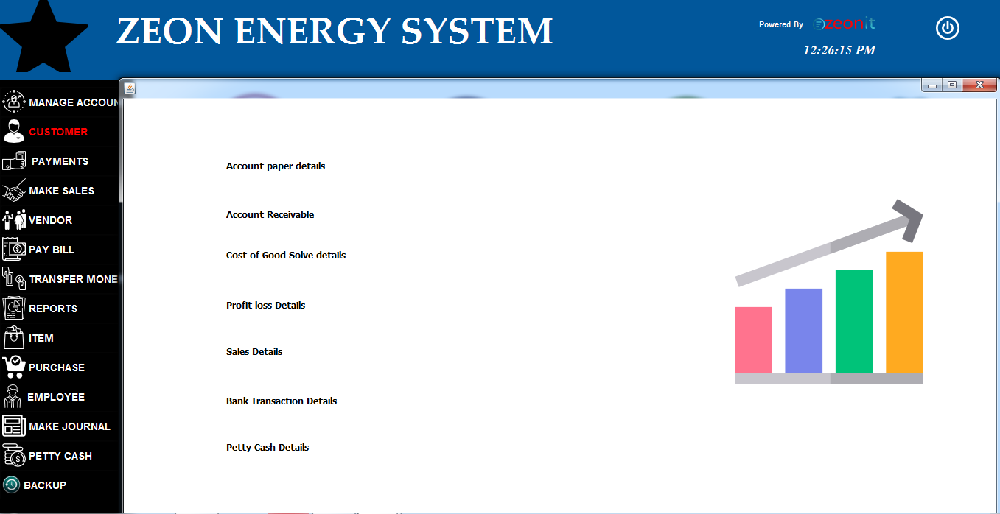 ZEON ENERGY SYSTEM
Powered By zeonit
12:26:15 PM
MANAGE ACCOUN
CUSTOMER
PAYMENTS
MAKE SALES
VENDOR
PAY BILL
TRANSFER MONE
REPORTS
ITEM
PURCHASE
EMPLOYEE
MAKE JOURNAL
PETTY CASH
BACKUP
Account paper details
Account Receivable
Cost of Good Solve details
Profit loss Details
Sales Details
Bank Transaction Details
Petty Cash Details